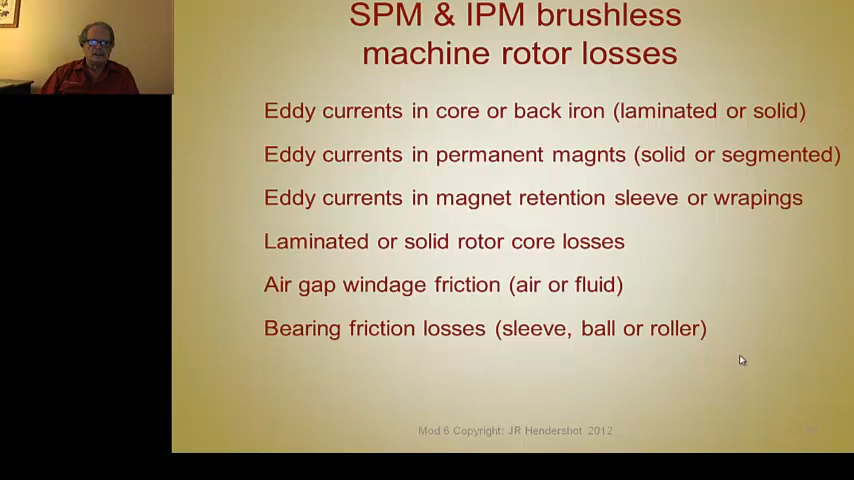 SPM & IPM brushless
machine rotor losses
Eddy currents in core or back iron (laminated or solid)
Eddy currents in permanent magnts (solid or segmented)
Eddy currents in magnet retention sleeve or wrapings
Laminated or solid rotor core losses
Air gap windage friction (air or fluid)
Bearing friction losses (sleeve, ball or roller)
Mod 6 Copyright: JR Hendershot 2012